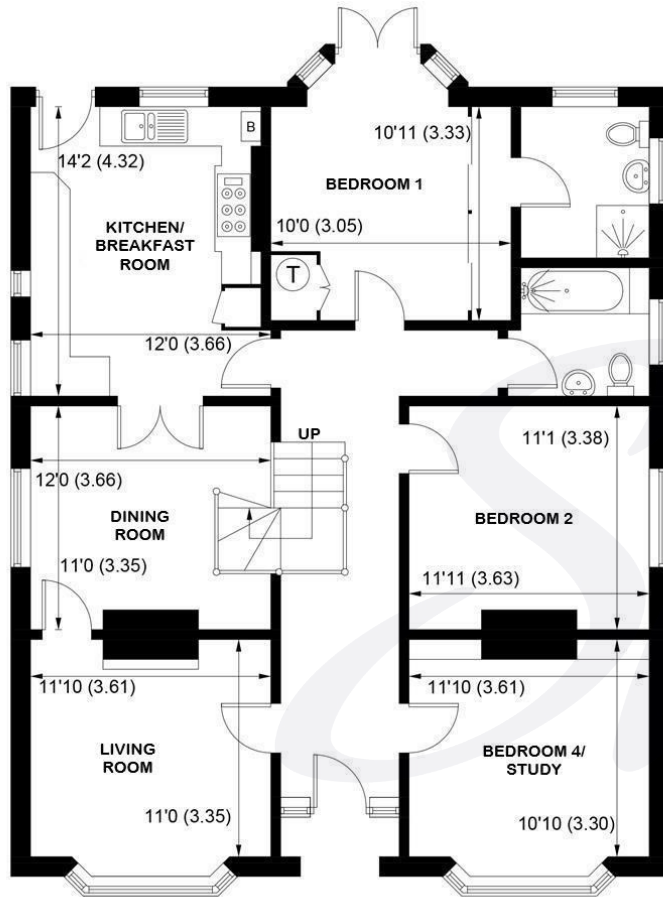 B
14'2 (4.32)
10'11 (3.33)
BEDROOM 1
KITCHEN/
BREAKFAST
ROOM
10'0 (3.05)
T
12'0 (3.66)
UP
11'1 (3.38)
12'0 (3.66)
DINING
ROOM
BEDROOM 2
11'0 (3.35)
11'11 (3.63)
11'10 (3.61)
11'10 (3.61)
LIVING
ROOM
BEDROOM 4/
STUDY
11'0 (3.35)
10'10 (3.30)